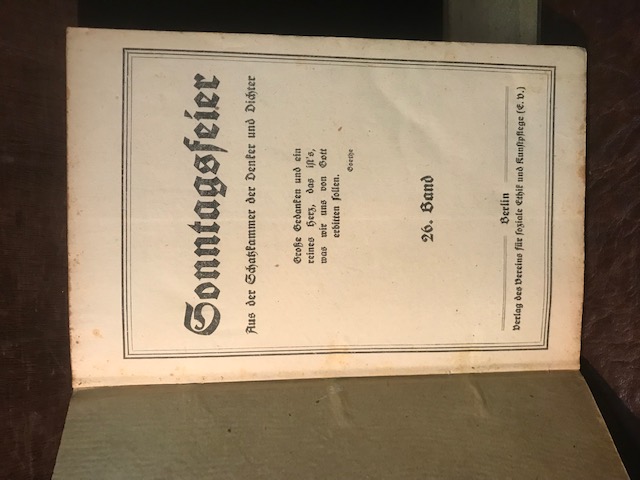 Sonntagsfeier
Aus der Schatzkammer der Denker und Dichter
Große Gedanken und ein
reines Herz, das ist's,
was wir uns von Gott
erbitten sollen.
Goethe
26. Band
Berlin
Verlag des Vereins für soziale Ethik und Kunstpflege (E. V.)